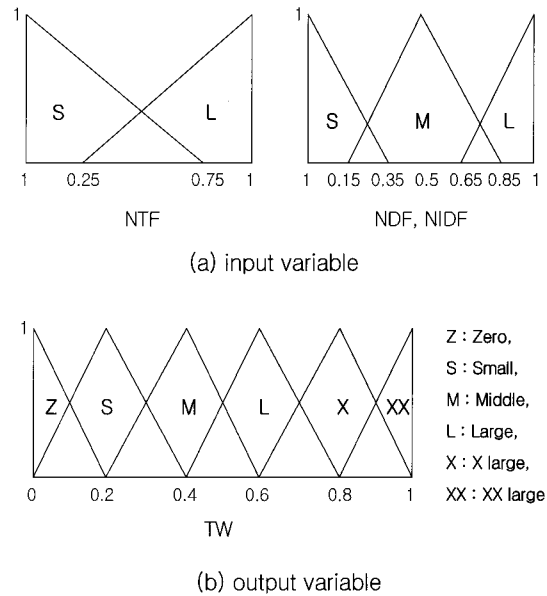 1
S
L
1 0.25 0.75 1
NTF
1
S
M
L
1 0.15 0.35 0.5 0.65 0.85 1
NDF, NIDF
(a) input variable
1
Z
S
M
L
X
XX
0 0.2 0.4 0.6 0.8 1
TW
Z : Zero,
S : Small,
M : Middle,
L : Large,
X : X large,
XX : XX large
(b) output variable